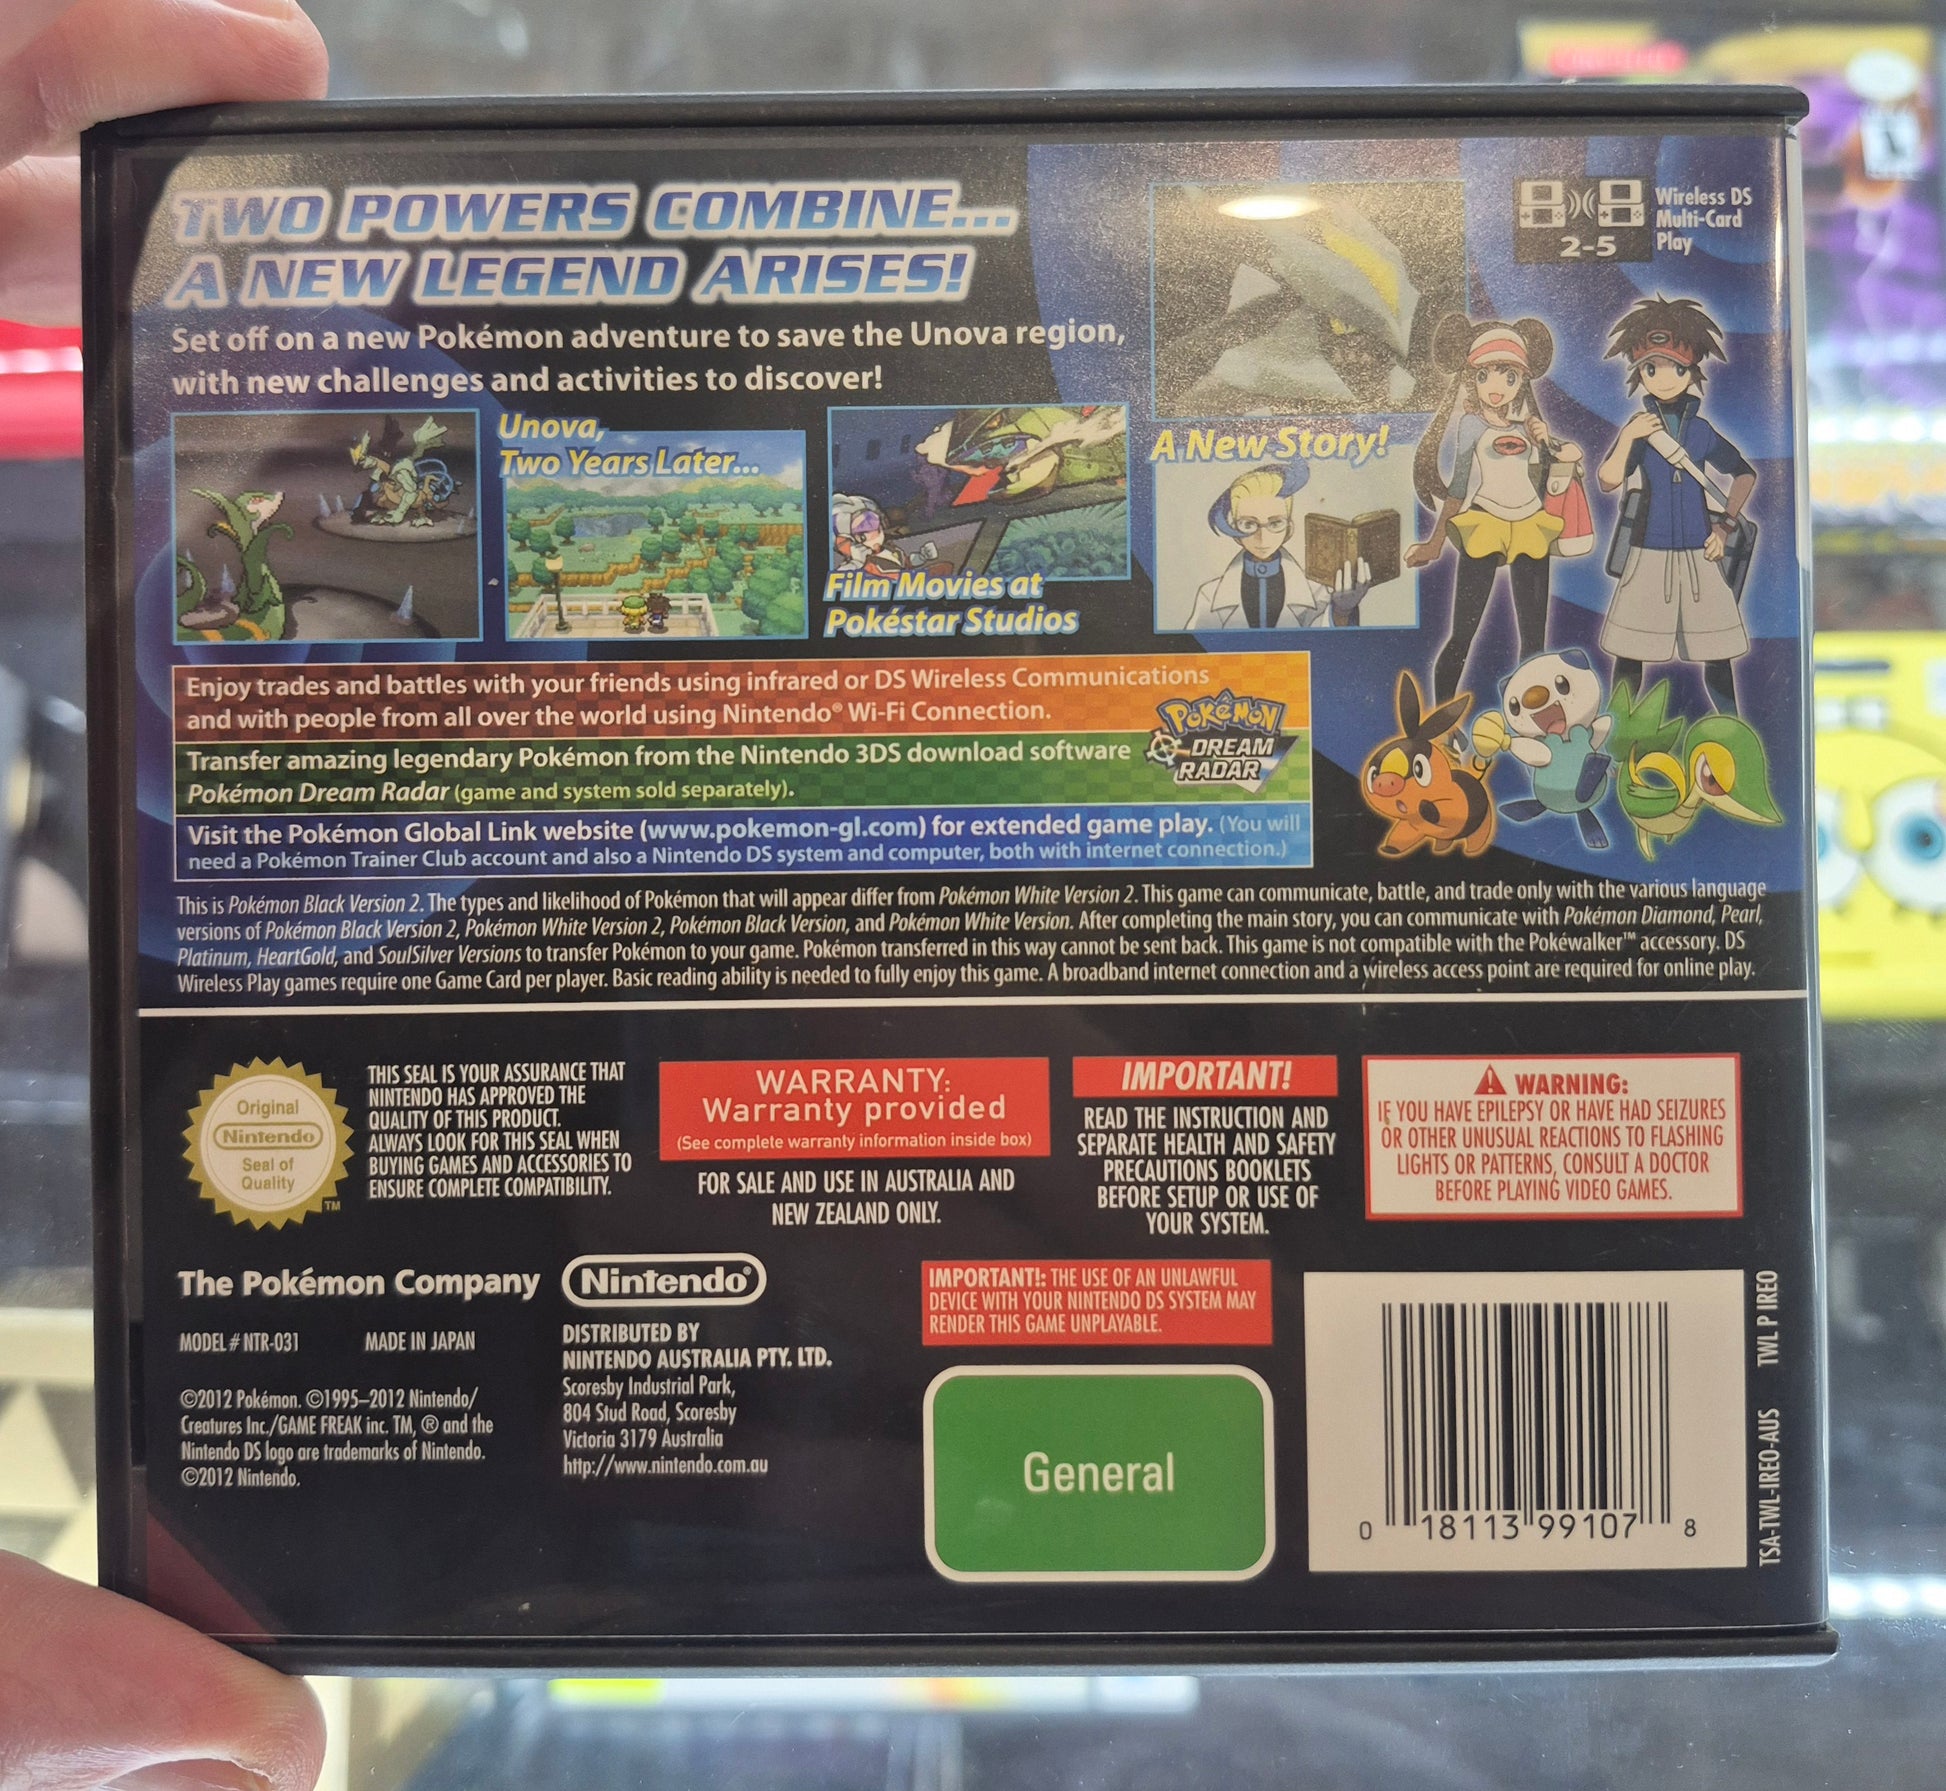 TWO POWERS COMBINE...
A NEW LEGEND ARISES!
Set off on a new Pokémon adventure to save the Unova region,
with new challenges and activities to discover!
Wireless DS
Multi-Card
Play
2-5
Unova,
Two Years Later...
Film Movies at
Pokéstar Studios
A New Story!
Enjoy trades and battles with your friends using infrared or DS Wireless Communications
and with people from all over the world using Nintendo® Wi-Fi Connection.
Transfer amazing legendary Pokémon from the Nintendo 3DS download software
Pokémon Dream Radar (game and system sold separately).
POKéMON
DREAM
RADAR
Visit the Pokémon Global Link website (www.pokemon-gl.com) for extended game play. (You will
need a Pokémon Trainer Club account and also a Nintendo DS system and computer, both with internet connection.)
This is Pokémon Black Version 2. The types and likelihood of Pokémon that will appear differ from Pokémon White Version 2. This game can communicate, battle, and trade only with the various language
versions of Pokémon Black Version 2, Pokémon White Version 2, Pokémon Black Version, and Pokémon White Version. After completing the main story, you can communicate with Pokémon Diamond, Pearl,
Platinum, HeartGold, and SoulSilver Versions to transfer Pokémon to your game. Pokémon transferred in this way cannot be sent back. This game is not compatible with the Pokéwalker™ accessory. DS
Wireless Play games require one Game Card per player. Basic reading ability is needed to fully enjoy this game. A broadband internet connection and a wireless access point are required for online play.
Original
Nintendo
Seal of
Quality
TM
THIS SEAL IS YOUR ASSURANCE THAT
NINTENDO HAS APPROVED THE
QUALITY OF THIS PRODUCT.
ALWAYS LOOK FOR THIS SEAL WHEN
BUYING GAMES AND ACCESSORIES TO
ENSURE COMPLETE COMPATIBILITY.
WARRANTY:
Warranty provided
(See complete warranty information inside box)
FOR SALE AND USE IN AUSTRALIA AND
NEW ZEALAND ONLY.
IMPORTANT!
READ THE INSTRUCTION AND
SEPARATE HEALTH AND SAFETY
PRECAUTIONS BOOKLETS
BEFORE SETUP OR USE OF
YOUR SYSTEM.
WARNING:
IF YOU HAVE EPILEPSY OR HAVE HAD SEIZURES
OR OTHER UNUSUAL REACTIONS TO FLASHING
LIGHTS OR PATTERNS, CONSULT A DOCTOR
BEFORE PLAYING VIDEO GAMES.
The Pokémon Company
Nintendo®
MODEL # NTR-031 MADE IN JAPAN
©2012 Pokémon. ©1995–2012 Nintendo/
Creatures Inc./GAME FREAK inc. TM, ® and the
Nintendo DS logo are trademarks of Nintendo.
©2012 Nintendo.
DISTRIBUTED BY
NINTENDO AUSTRALIA PTY. LTD.
Scoresby Industrial Park,
804 Stud Road, Scoresby
Victoria 3179 Australia
http://www.nintendo.com.au
IMPORTANT!: THE USE OF AN UNLAWFUL
DEVICE WITH YOUR NINTENDO DS SYSTEM MAY
RENDER THIS GAME UNPLAYABLE.
General
0 18113 99107 8
TSA-TWL-IREO-AUS TWL P IREO